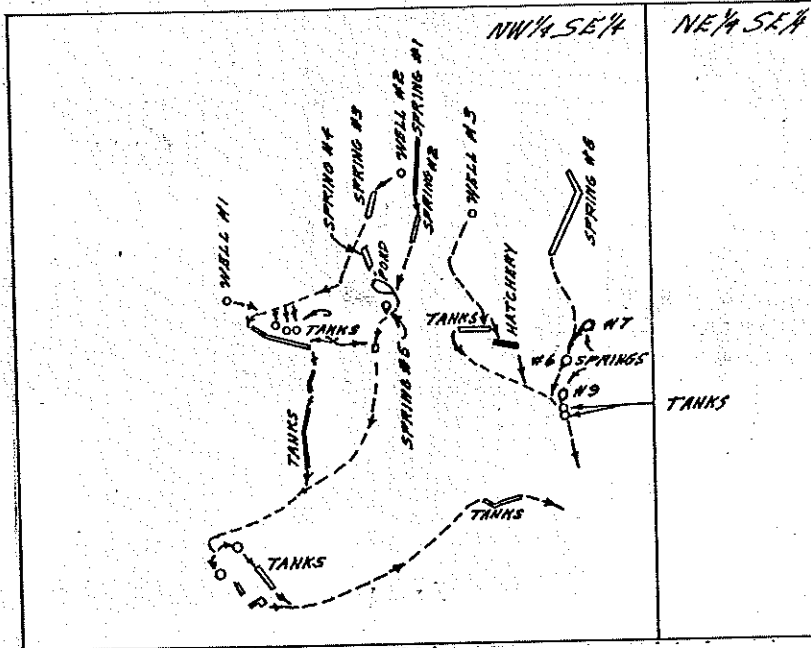 NW¼ SE¼
NE¼ SE¼
WELL #1
SPRING #4
SPRING #3
WELL #2
SPRING #1
SPRING #2
WELL #3
SPRING #8
POND
TANKS
SPRING #5
TANKS
HATCHERY
#7
#6 SPRINGS
#9
TANKS
TANKS
TANKS
TANKS